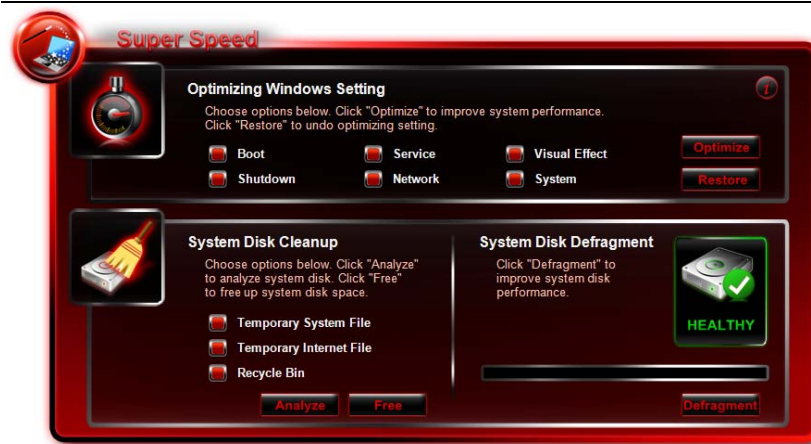 Super Speed
Optimizing Windows Setting
Choose options below. Click "Optimize" to improve system performance.
Click "Restore" to undo optimizing setting.
Boot
Service
Visual Effect
Optimize
Shutdown
Network
System
Restore
System Disk Cleanup
Choose options below. Click "Analyze"
to analyze system disk. Click "Free"
to free up system disk space.
Temporary System File
Temporary Internet File
Recycle Bin
Analyze
Free
System Disk Defragment
Click "Defragment" to
improve system disk
performance.
HEALTHY
Defragment